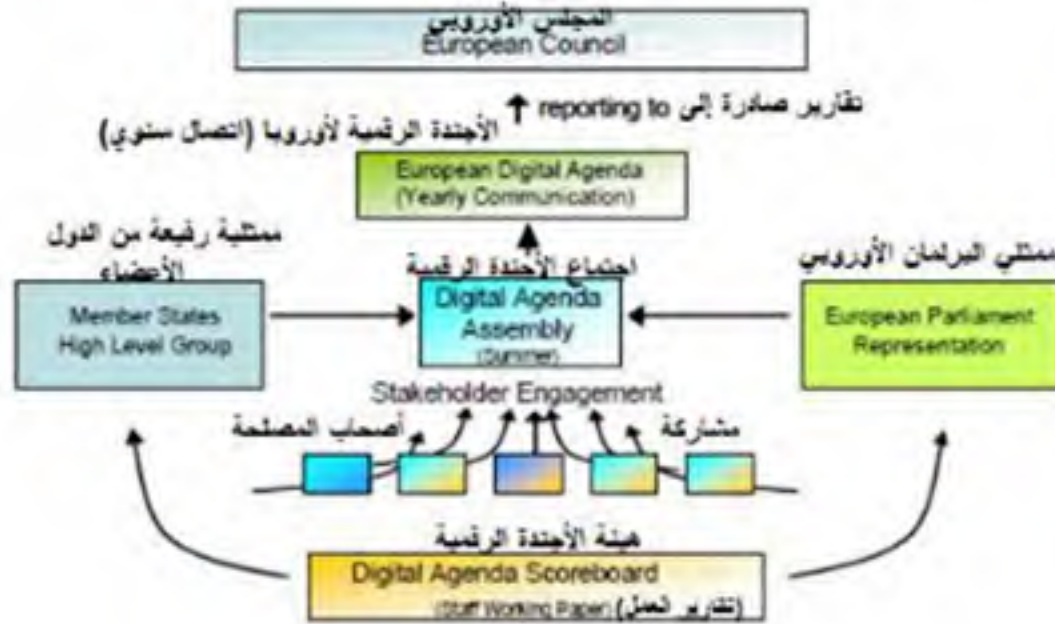 المجلس الأوروبي
European Council
تقارير صادرة إلى reporting to
الأجندة الرقمية لأوروبا (اتصال سنوي)
European Digital Agenda
(Yearly Communication)
ممثلية رفيعة من الدول
الأعضاء
Member States
High Level Group
اجتماع الأجندة الرقمية
Digital Agenda
Assembly
(Summer)
ممثلي البرلمان الأوروبي
European Parliament
Representation
Stakeholder Engagement
مشاركة أصحاب المصلحة
هيئة الأجندة الرقمية
Digital Agenda Scoreboard
(Staff Working Paper) (تقارير العمل)